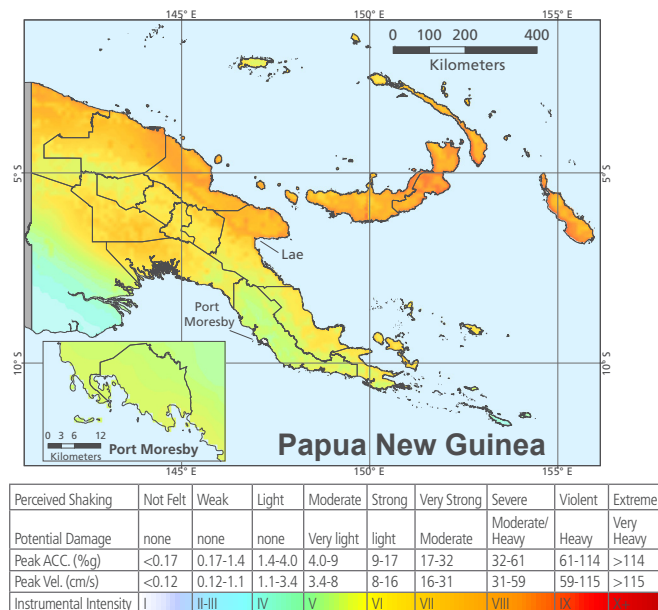 145° E 150° E 155° E
0 100 200 400
Kilometers
5°S
Lae
Port
Moresby
10°S
0 3 6 12
Kilometers
Port Moresby
Papua New Guinea
145° E 150° E 155° E
Perceived Shaking Not Felt Weak Light Moderate Strong Very Strong Severe Violent Extreme
Potential Damage none none none Very light light Moderate Moderate/ Heavy Heavy Very Heavy
Peak ACC. (%g) <0.17 0.17-1.4 1.4-4.0 4.0-9 9-17 17-32 32-61 61-114 >114
Peak Vel. (cm/s) <0.12 0.12-1.1 1.1-3.4 3.4-8 8-16 16-31 31-59 59-115 >115
Instrumental Intensity I II-III IV V VI VII VIII IX